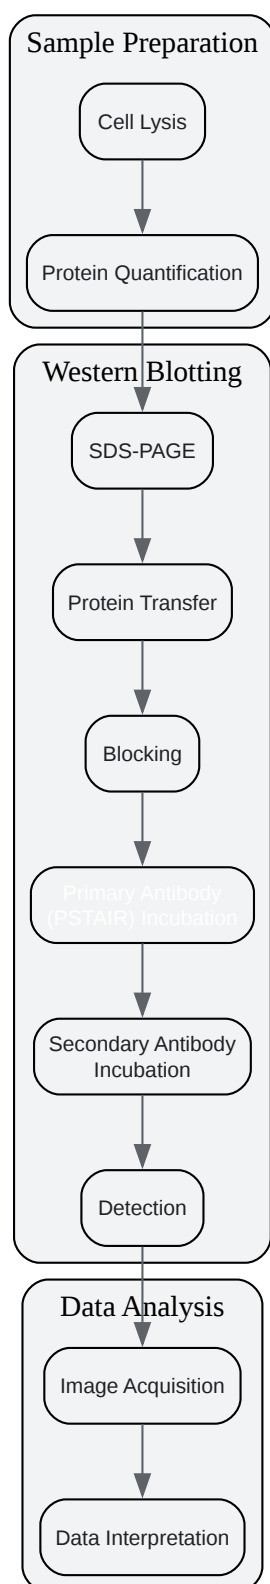 Sample Preparation
Cell Lysis
Protein Quantification
Western Blotting
SDS-PAGE
Protein Transfer
Blocking
Primary Antibody
(PSTAIR) Incubation
Secondary Antibody
Incubation
Detection
Data Analysis
Image Acquisition
Data Interpretation